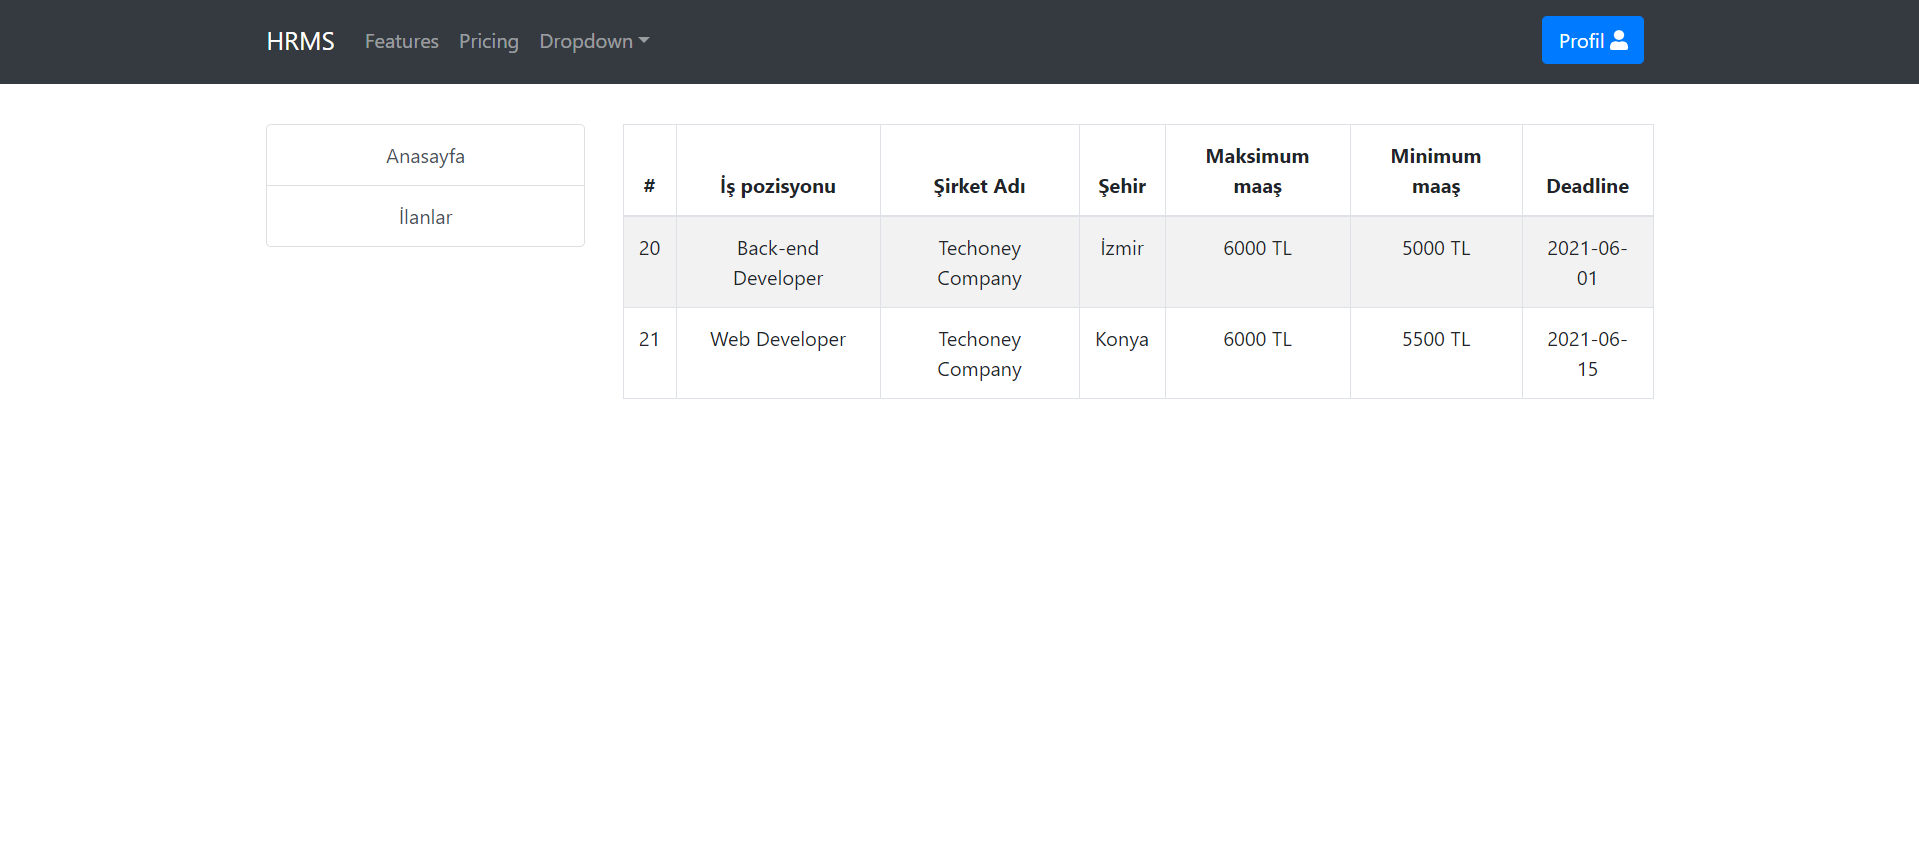 HRMS Features Pricing Dropdown Profil
Anasayfa
İlanlar
# İş pozisyonu Şirket Adı Şehir Maksimum maaş Minimum maaş Deadline
20 Back-end Developer Techoney Company İzmir 6000 TL 5000 TL 2021-06-01
21 Web Developer Techoney Company Konya 6000 TL 5500 TL 2021-06-15